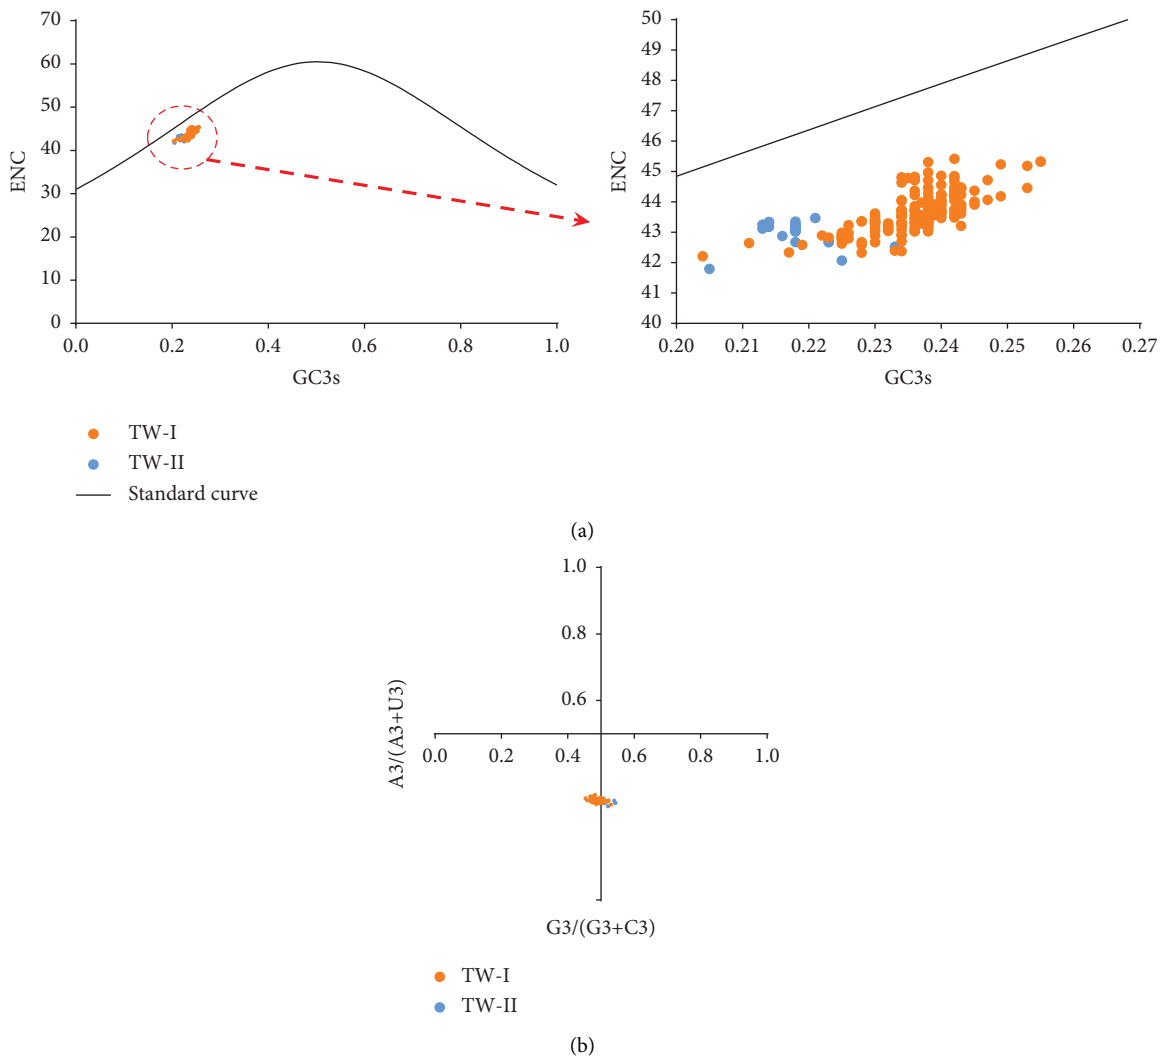 70
60
50
40
30
20
10
0
ENC
0.0 0.2 0.4 0.6 0.8 1.0
GC3s
50
49
48
47
46
45
44
43
42
41
40
ENC
0.20 0.21 0.22 0.23 0.24 0.25 0.26 0.27
GC3s
TW-I
TW-II
Standard curve
(a)
1.0
0.8
0.6
A3/(A3+U3)
0.0 0.2 0.4 0.6 0.8 1.0
G3/(G3+C3)
TW-I
TW-II
(b)